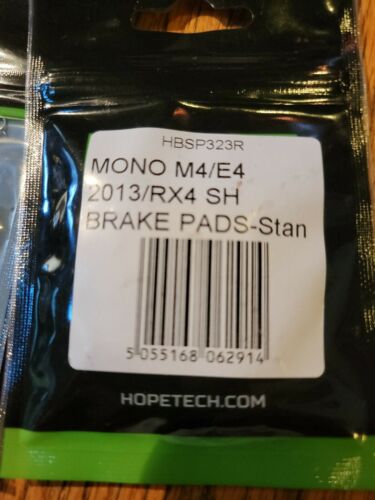 HBSP323R
MONO M4/E4
2013/RX4 SH
BRAKE PADS-Stan
5 055168 062914
HOPETECH.COM